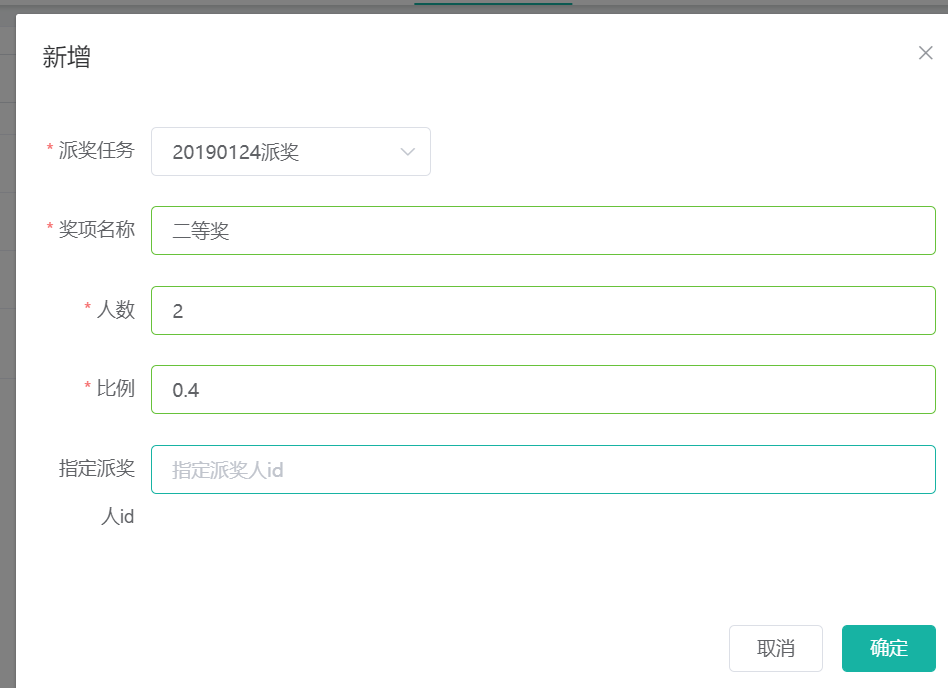 新增
* 派奖任务 20190124派奖
* 奖项名称 二等奖
* 人数 2
* 比例 0.4
指定派奖 指定派奖人id
人id
取消 确定